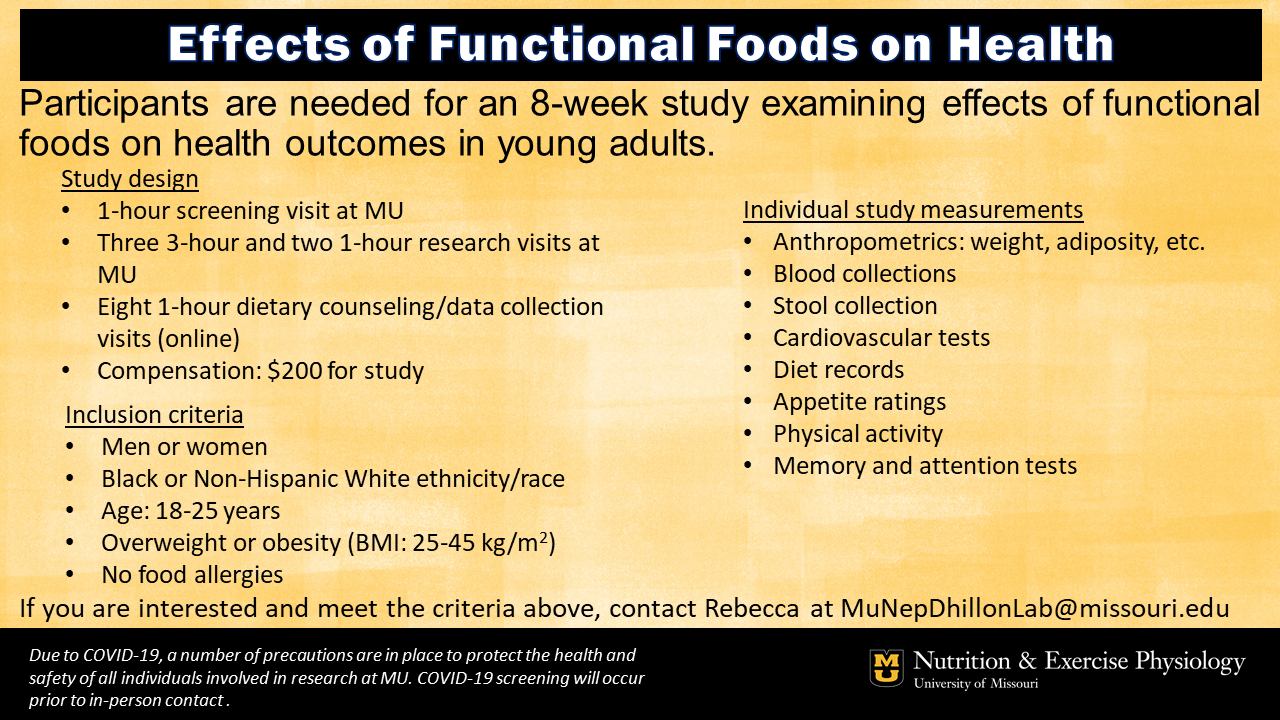 Effects of Functional Foods on Health
Participants are needed for an 8-week study examining effects of functional
foods on health outcomes in young adults.
Study design
• 1-hour screening visit at MU
• Three 3-hour and two 1-hour research visits at
MU
• Eight 1-hour dietary counseling/data collection
visits (online)
• Compensation: $200 for study
Inclusion criteria
• Men or women
• Black or Non-Hispanic White ethnicity/race
• Age: 18-25 years
• Overweight or obesity (BMI: 25-45 kg/m²)
• No food allergies
Individual study measurements
• Anthropometrics: weight, adiposity, etc.
• Blood collections
• Stool collection
• Cardiovascular tests
• Diet records
• Appetite ratings
• Physical activity
• Memory and attention tests
If you are interested and meet the criteria above, contact Rebecca at MuNepDhillonLab@missouri.edu
Due to COVID-19, a number of precautions are in place to protect the health and
safety of all individuals involved in research at MU. COVID-19 screening will occur
prior to in-person contact .
MU
Nutrition & Exercise Physiology
University of Missouri